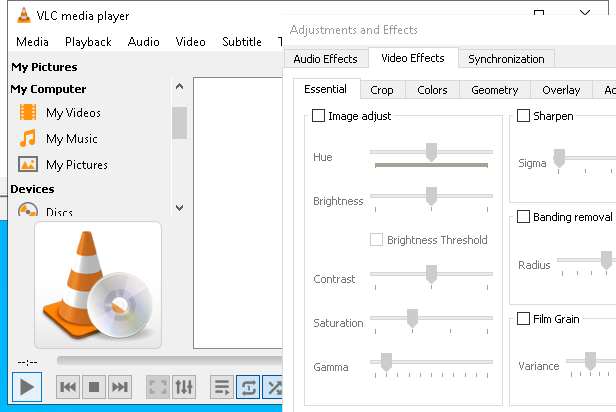 VLC media player
Media Playback Audio Video Subtitle
Adjustments and Effects
Audio Effects Video Effects Synchronization
Essential Crop Colors Geometry Overlay
My Pictures
My Computer
My Videos
My Music
My Pictures
Devices
Discs
--:--
Image adjust
Hue
Brightness
Brightness Threshold
Contrast
Saturation
Gamma
Sharpen
Sigma
Banding removal
Radius
Film Grain
Variance